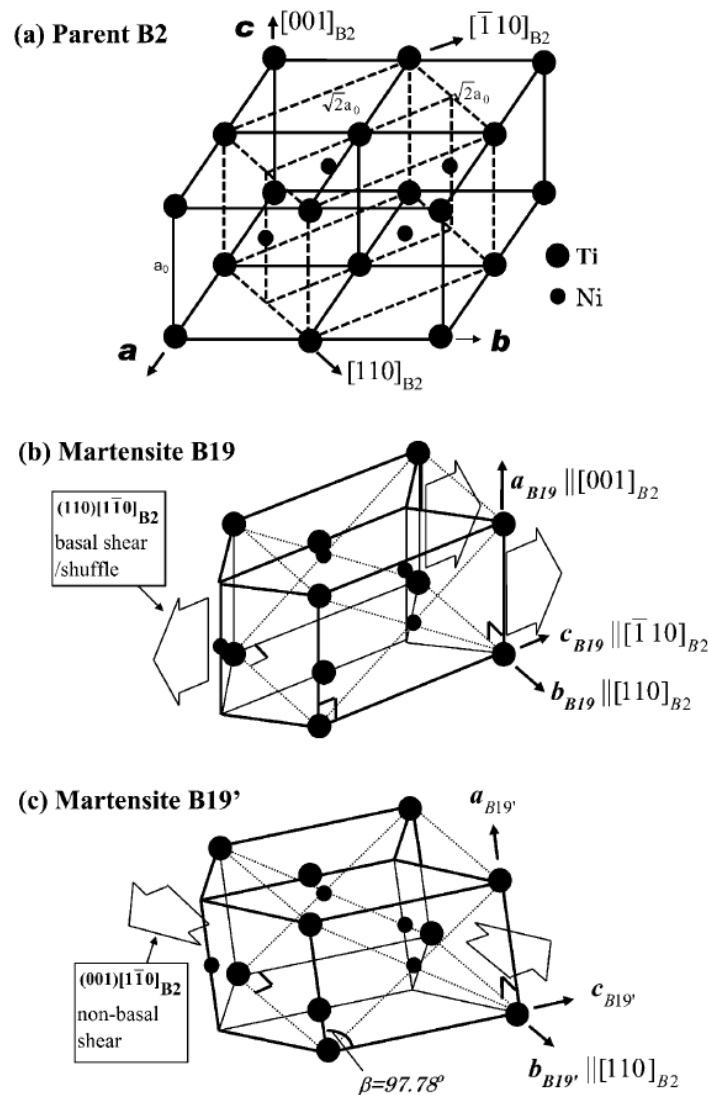 (a) Parent B2
c
[001]B2
[1̄10]B2
√2a₀
√2a₀
a₀
Ti
Ni
a
b
[110]B2
(b) Martensite B19
(110)[11̄0]B2
basal shear
/shuffle
aB19 ||[001]B2
cB19 ||[1̄10]B2
bB19 ||[110]B2
(c) Martensite B19’
aB19'
(001)[11̄0]B2
non-basal
shear
cB19'
bB19' ||[110]B2
β=97.78°